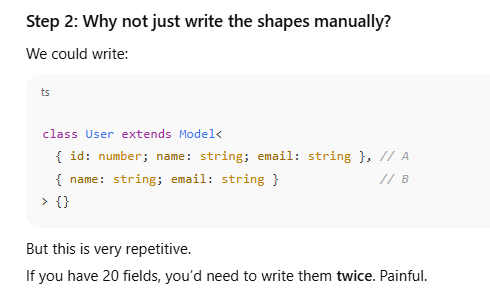 Step 2: Why not just write the shapes manually?
We could write:
ts
class User extends Model<
  { id: number; name: string; email: string }, // A
  { name: string; email: string }              // B
> {}
But this is very repetitive.
If you have 20 fields, you’d need to write them twice. Painful.